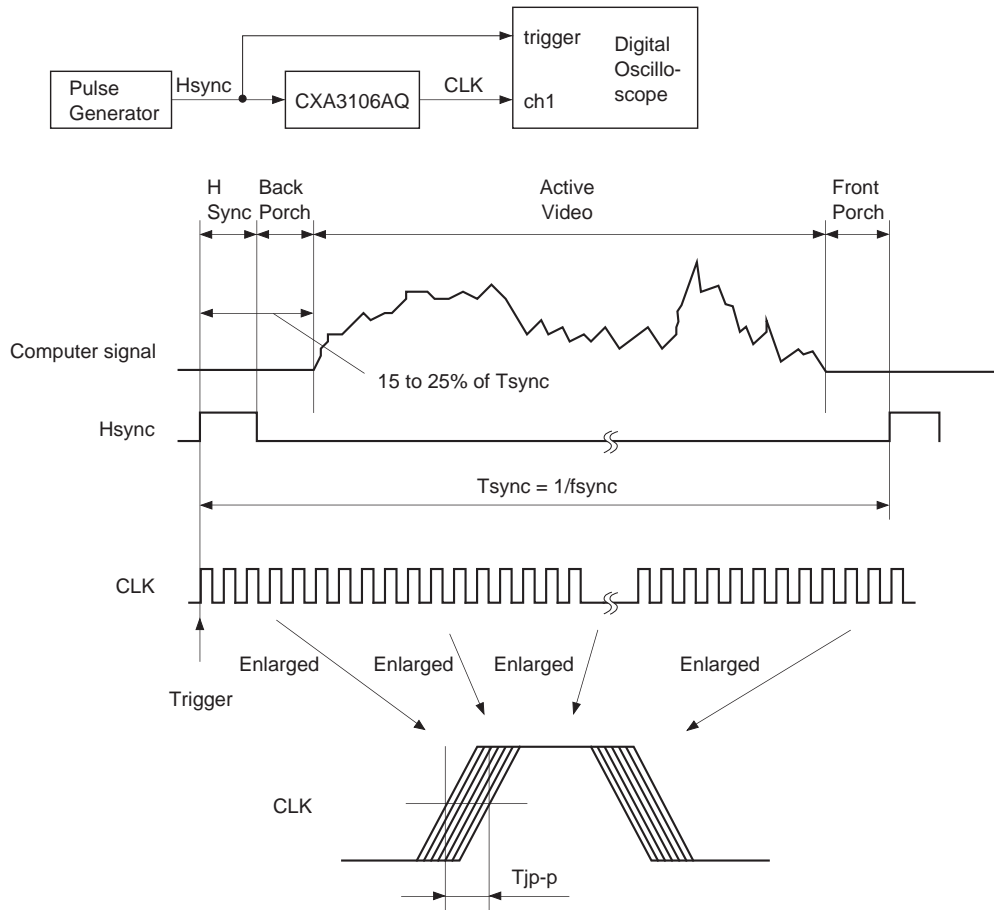 trigger
Digital
Oscillo-
scope
Pulse
Generator
Hsync
CXA3106AQ
CLK
ch1
H
Sync
Back
Porch
Active
Video
Front
Porch
Computer signal
15 to 25% of Tsync
Hsync
Tsync = 1/fsync
CLK
Enlarged
Enlarged
Enlarged
Enlarged
Trigger
CLK
Tjp-p